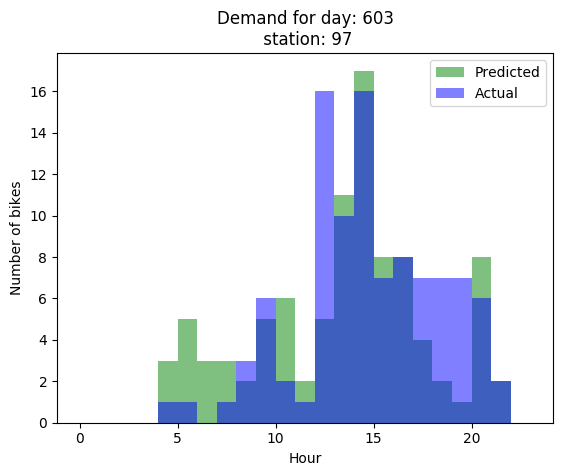 Demand for day: 603
station: 97
Predicted
Actual
Number of bikes
16
14
12
10
8
6
4
2
0
0 5 10 15 20
Hour